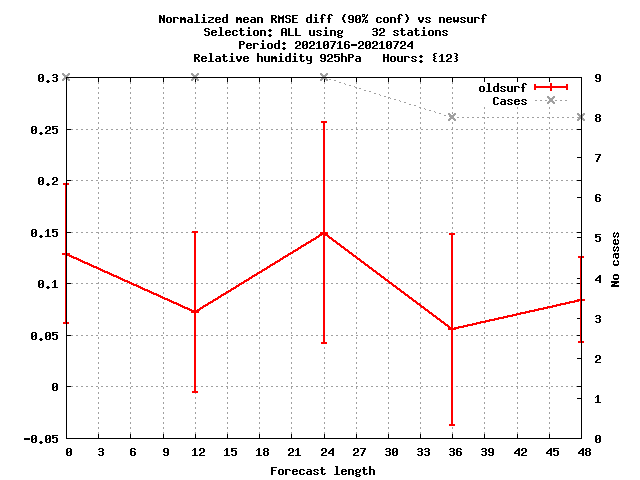 Normalized mean RMSE diff (90% conf) vs newsurf
Selection: ALL using    32 stations
Period: 20210716-20210724
Relative humidity 925hPa   Hours: {12}
oldsurf
Cases
0.3
0.25
0.2
0.15
0.1
0.05
0
-0.05
9
8
7
6
5
4
3
2
1
0
No cases
0 3 6 9 12 15 18 21 24 27 30 33 36 39 42 45 48
Forecast length